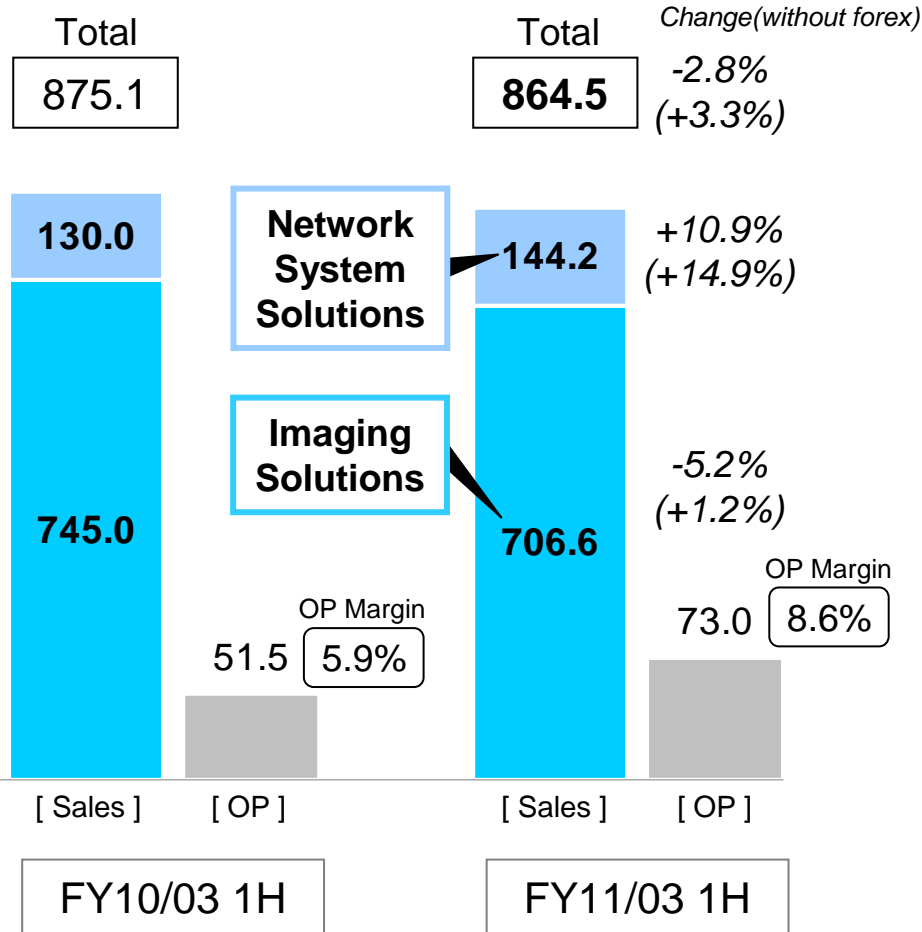 Change(without forex)
Total
Total
875.1
864.5
-2.8%
(+3.3%)
130.0
Network
System
Solutions
144.2
+10.9%
(+14.9%)
Imaging
Solutions
745.0
706.6
-5.2%
(+1.2%)
OP Margin
51.5
5.9%
OP Margin
73.0
8.6%
[ Sales ]
[ OP ]
[ Sales ]
[ OP ]
FY10/03 1H
FY11/03 1H